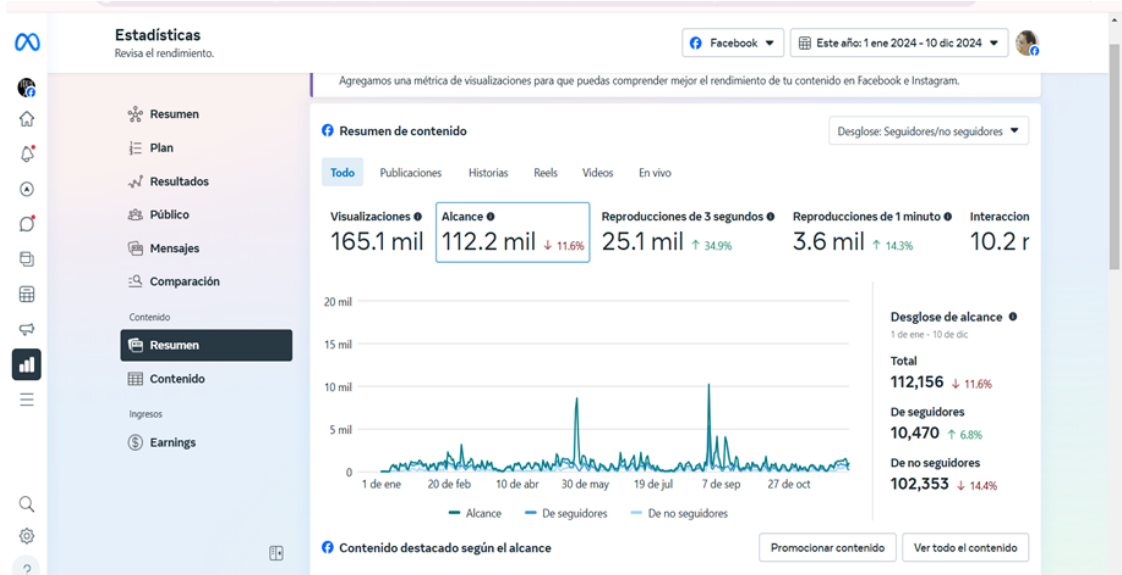 Estadísticas
Revisa el rendimiento.
Facebook
Este año: 1 ene 2024 - 10 dic 2024
Agregamos una métrica de visualizaciones para que puedas comprender mejor el rendimiento de tu contenido en Facebook e Instagram.
Resumen
Plan
Resultados
Público
Mensajes
Comparación
Contenido
Resumen
Contenido
Ingresos
Earnings
Resumen de contenido
Desglose: Seguidores/no seguidores
Todo Publicaciones Historias Reels Videos En vivo
Visualizaciones
165.1 mil
Alcance
112.2 mil ↓ 11.6%
Reproducciones de 3 segundos
25.1 mil ↑ 34.9%
Reproducciones de 1 minuto
3.6 mil ↑ 14.3%
Interaccion
10.2 r
20 mil
15 mil
10 mil
5 mil
0
1 de ene 20 de feb 10 de abr 30 de may 19 de jul 7 de sep 27 de oct
Alcance De seguidores De no seguidores
Desglose de alcance
1 de ene - 10 de dic
Total
112,156 ↓ 11.6%
De seguidores
10,470 ↑ 6.8%
De no seguidores
102,353 ↓ 14.4%
Contenido destacado según el alcance
Promocionar contenido
Ver todo el contenido